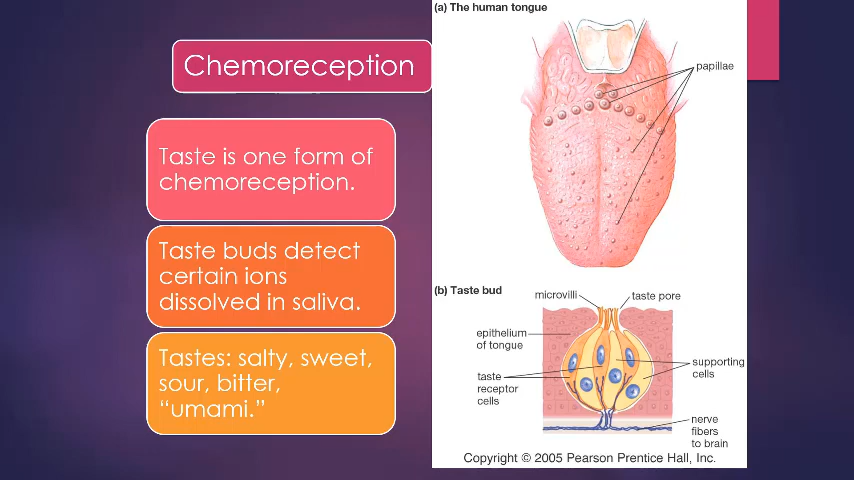 Chemoreception
Taste is one form of
chemoreception.
Taste buds detect
certain ions
dissolved in saliva.
Tastes: salty, sweet,
sour, bitter,
“umami.”
(a) The human tongue
papillae
(b) Taste bud
microvilli
taste pore
epithelium
of tongue
taste
receptor
cells
supporting
cells
nerve
fibers
to brain
Copyright © 2005 Pearson Prentice Hall, Inc.